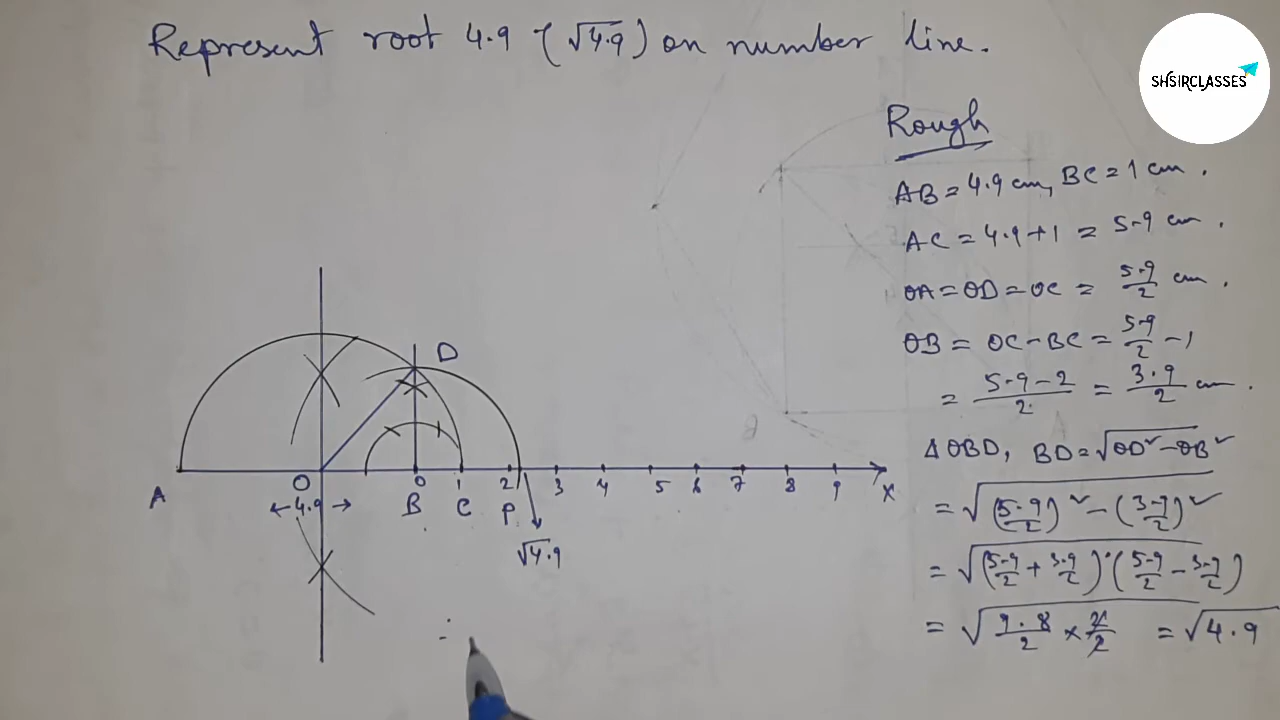 Represent root 4.9 (√4.9) on number line.
SHSIRCLASSES
Rough
AB = 4.9 cm, BC = 1 cm.
AC = 4.9+1 = 5.9 cm.
OA = OD = OC = 5.9/2 cm.
OB = OC - BC = 5.9/2 - 1
= 5.9-2/2 = 3.9/2 cm.
Δ OBD, BD = √OD² - OB²
= √(5.9/2)² - (3.9/2)²
= √(5.9/2 + 3.9/2) · (5.9/2 - 3.9/2)
= √9.8/2 × 2/2 = √4.9
D
A O 0 1 2 3 4 5 6 7 8 9 X
← 4.9 → B C P
√4.9
∴